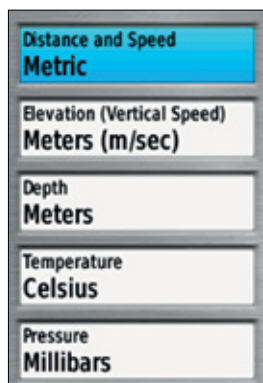 Distance and Speed
Metric
Elevation (Vertical Speed)
Meters (m/sec)
Depth
Meters
Temperature
Celsius
Pressure
Millibars